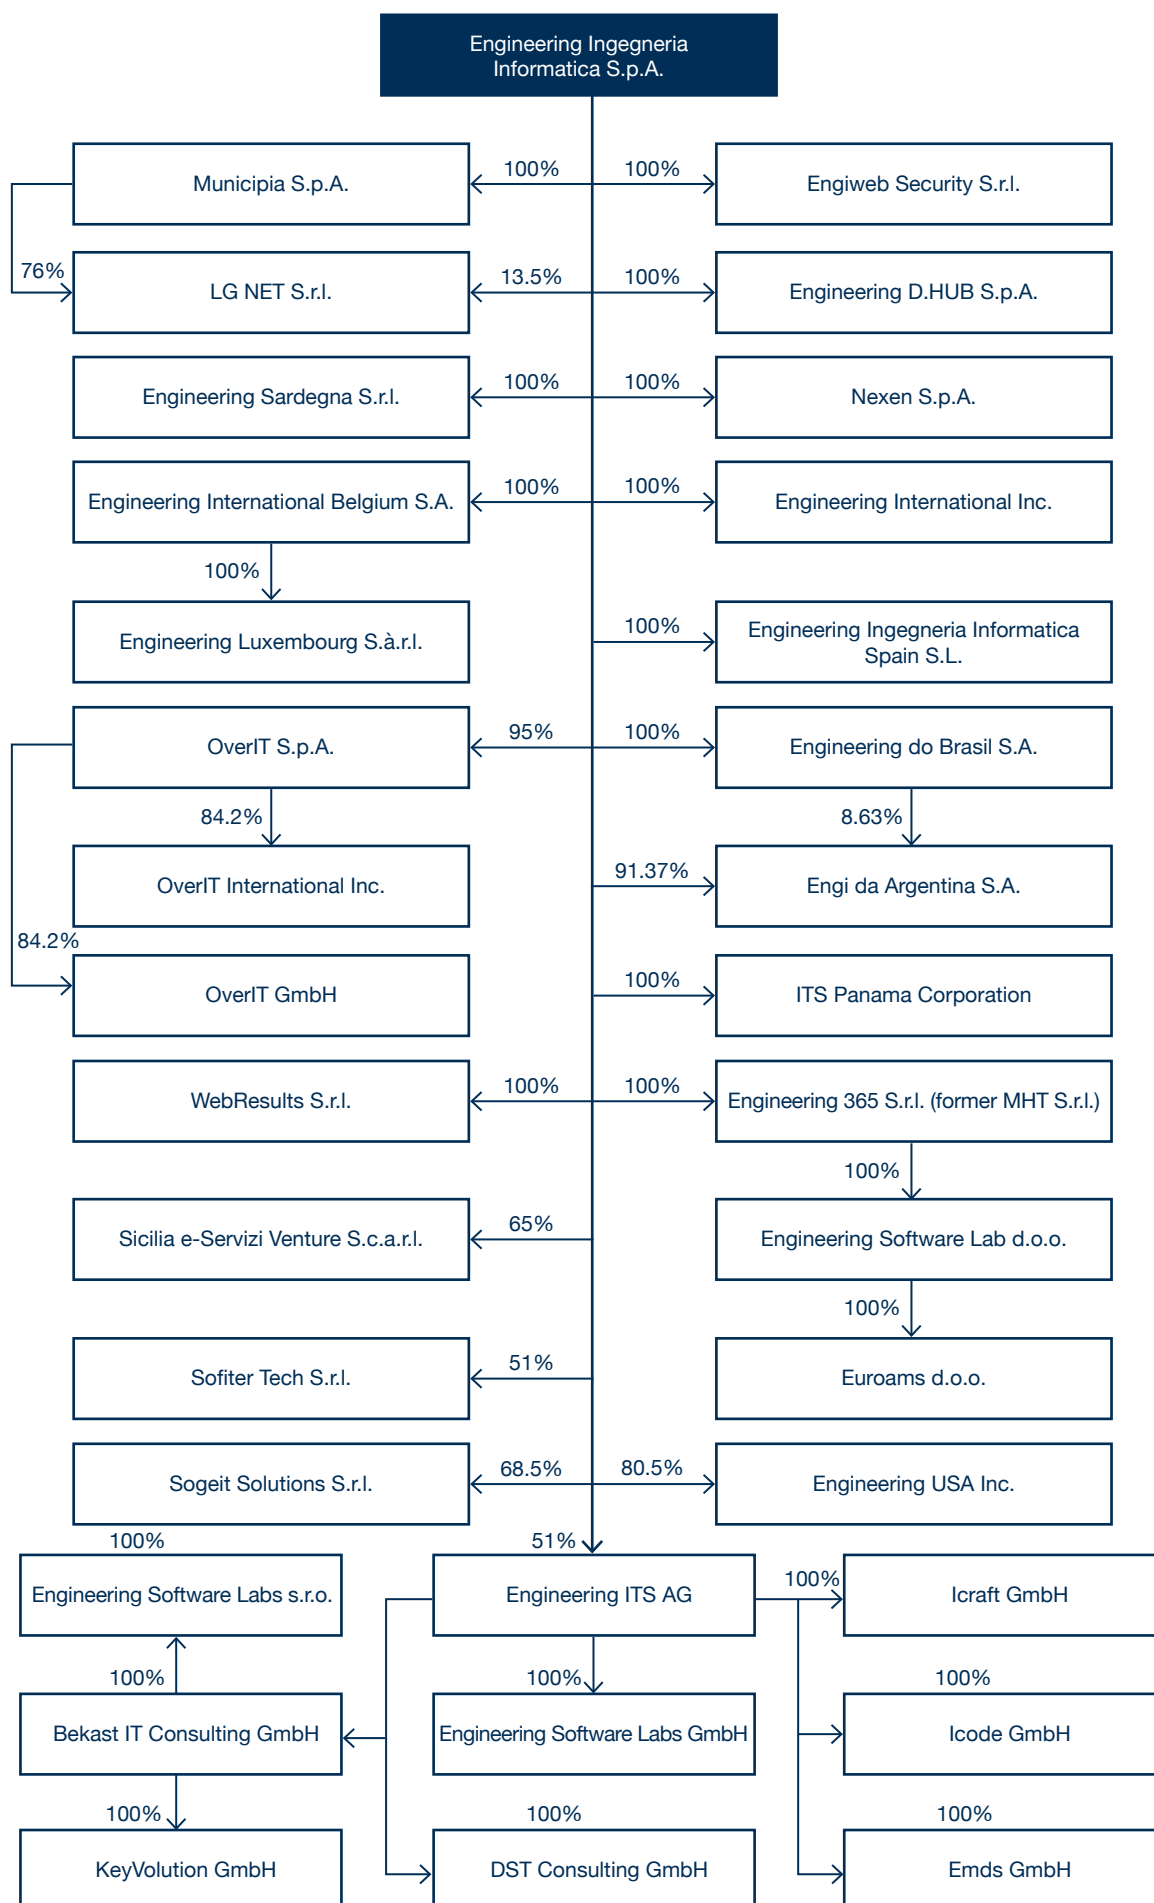 Engineering Ingegneria
Informatica S.p.A.
Municipia S.p.A.
100%
100%
Engiweb Security S.r.l.
76%
LG NET S.r.l.
13.5%
100%
Engineering D.HUB S.p.A.
Engineering Sardegna S.r.l.
100%
100%
Nexen S.p.A.
Engineering International Belgium S.A.
100%
100%
Engineering International Inc.
100%
Engineering Luxembourg S.à.r.l.
100%
Engineering Ingegneria Informatica
Spain S.L.
OverIT S.p.A.
95%
100%
Engineering do Brasil S.A.
84.2%
8.63%
OverIT International Inc.
91.37%
Engi da Argentina S.A.
84.2%
OverIT GmbH
100%
ITS Panama Corporation
WebResults S.r.l.
100%
100%
Engineering 365 S.r.l. (former MHT S.r.l.)
100%
Sicilia e-Servizi Venture S.c.a.r.l.
65%
Engineering Software Lab d.o.o.
100%
Sofiter Tech S.r.l.
51%
Euroams d.o.o.
Sogeit Solutions S.r.l.
68.5%
80.5%
Engineering USA Inc.
100%
51%
Engineering Software Labs s.r.o.
Engineering ITS AG
100%
Icraft GmbH
100%
100%
100%
Bekast IT Consulting GmbH
Engineering Software Labs GmbH
Icode GmbH
100%
100%
100%
KeyVolution GmbH
DST Consulting GmbH
Emds GmbH